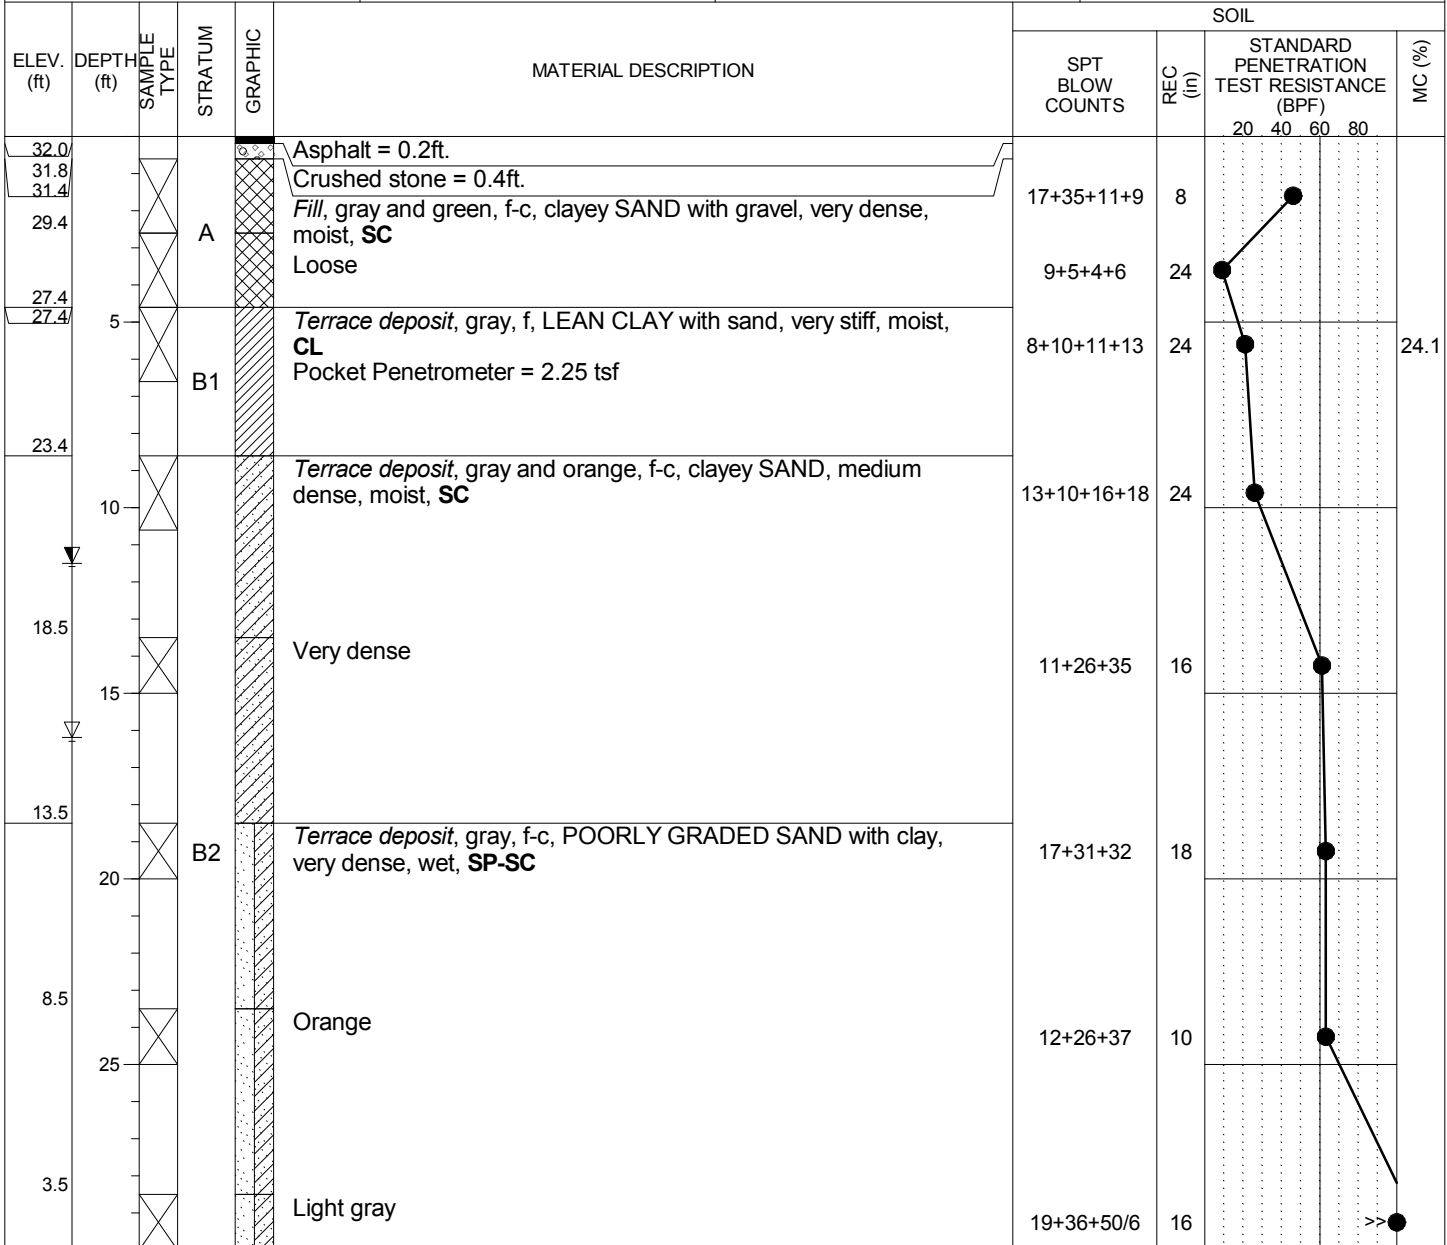 SOIL
ELEV.
(ft)
DEPTH
(ft)
SAMPLE
TYPE
STRATUM
GRAPHIC
MATERIAL DESCRIPTION
SPT
BLOW
COUNTS
REC
(in)
STANDARD
PENETRATION
TEST RESISTANCE
(BPF)
20 40 60 80
MC (%)
32.0
Asphalt = 0.2ft.
31.8
Crushed stone = 0.4ft.
31.4
17+35+11+9 8
Fill, gray and green, f-c, clayey SAND with gravel, very dense,
29.4
A
moist, SC
Loose
9+5+4+6 24
27.4
27.4
5
Terrace deposit, gray, f, LEAN CLAY with sand, very stiff, moist,
CL
8+10+11+13 24 24.1
Pocket Penetrometer = 2.25 tsf
B1
23.4
Terrace deposit, gray and orange, f-c, clayey SAND, medium
dense, moist, SC
13+10+16+18 24
10
18.5
Very dense
11+26+35 16
15
13.5
Terrace deposit, gray, f-c, POORLY GRADED SAND with clay,
B2
very dense, wet, SP-SC
17+31+32 18
20
8.5
Orange
12+26+37 10
25
3.5
Light gray
19+36+50/6 16 >>